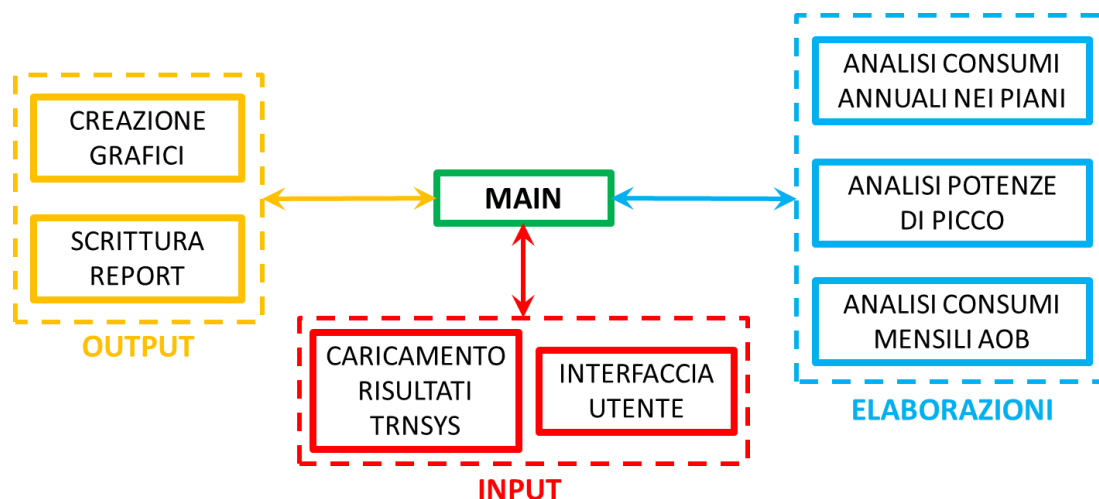 CREAZIONE
GRAFICI
SCRITTURA
REPORT
OUTPUT
MAIN
CARICAMENTO
RISULTATI
TRNSYS
INTERFACCIA
UTENTE
INPUT
ANALISI CONSUMI
ANNUALI NEI PIANI
ANALISI POTENZE
DI PICCO
ANALISI CONSUMI
MENSILI AOB
ELABORAZIONI